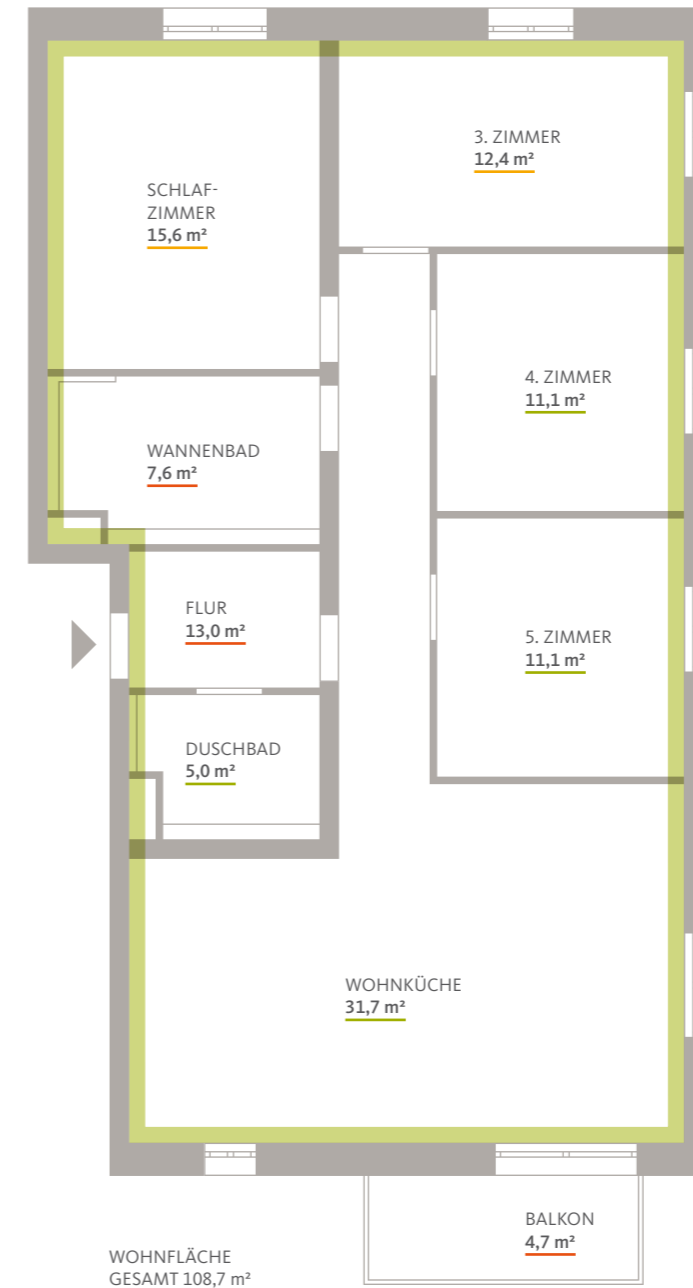 3. ZIMMER
12,4 m²
SCHLAF-
ZIMMER
15,6 m²
4. ZIMMER
11,1 m²
WANNENBAD
7,6 m²
FLUR
13,0 m²
5. ZIMMER
11,1 m²
DUSCHBAD
5,0 m²
WOHNKÜCHE
31,7 m²
BALKON
4,7 m²
WOHNFLÄCHE
GESAMT 108,7 m²